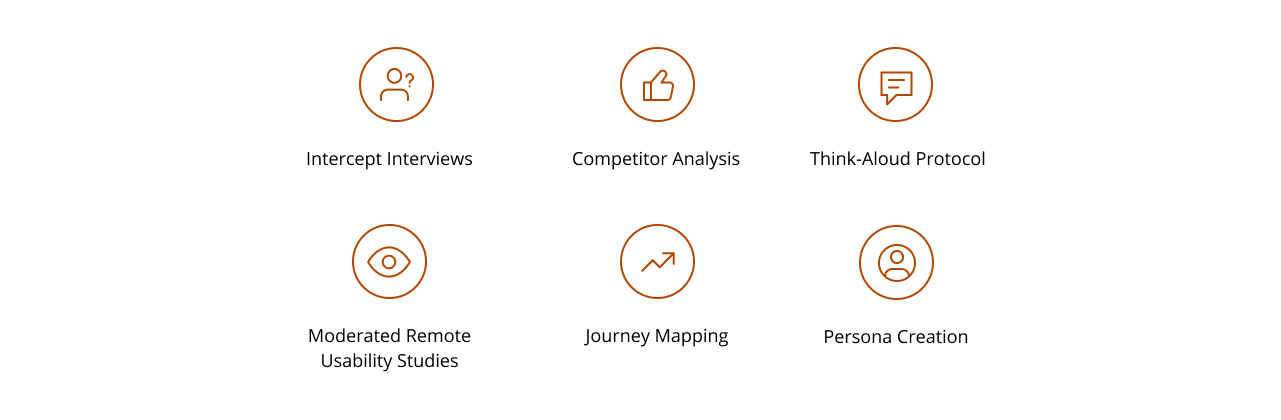 Intercept Interviews
Competitor Analysis
Think-Aloud Protocol
Moderated Remote
Usability Studies
Journey Mapping
Persona Creation